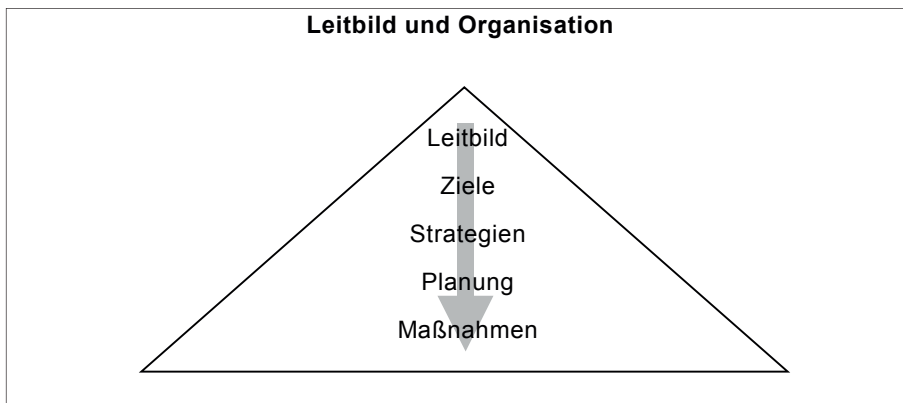 Leitbild und Organisation
Leitbild
Ziele
Strategien
Planung
Maßnahmen